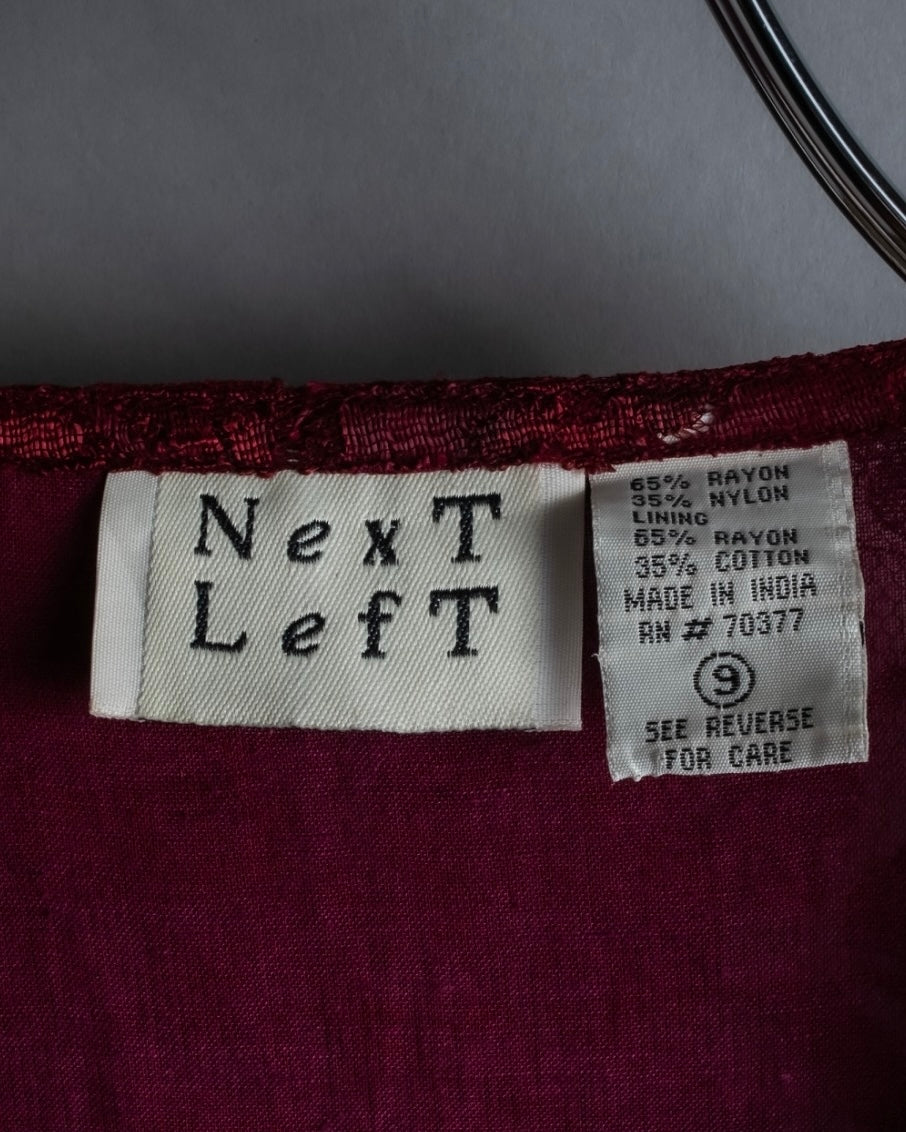 NexT
LefT
65% RAYON
35% NYLON
LINING
65% RAYON
35% COTTON
MADE IN INDIA
RN # 70377
9
SEE REVERSE
FOR CARE